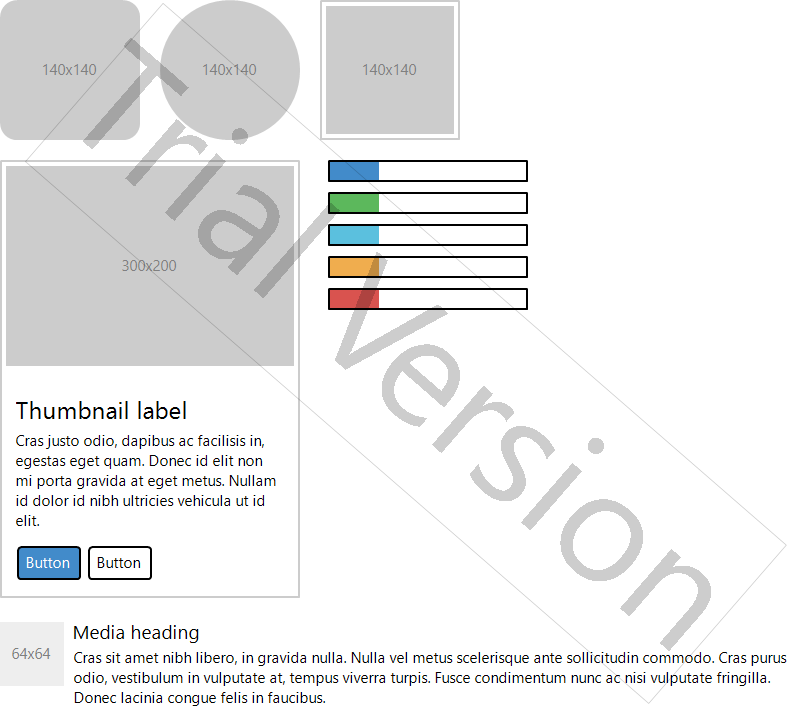 140x140
140x140
140x140
300x200
Thumbnail label
Cras justo odio, dapibus ac facilisis in,
egestas eget quam. Donec id elit non
mi porta gravida at eget metus. Nullam
id dolor id nibh ultricies vehicula ut id
elit.
Button
Button
64x64
Media heading
Cras sit amet nibh libero, in gravida nulla. Nulla vel metus scelerisque ante sollicitudin commodo. Cras purus
odio, vestibulum in vulputate at, tempus viverra turpis. Fusce condimentum nunc ac nisi vulputate fringilla.
Donec lacinia congue felis in faucibus.
Trial Version